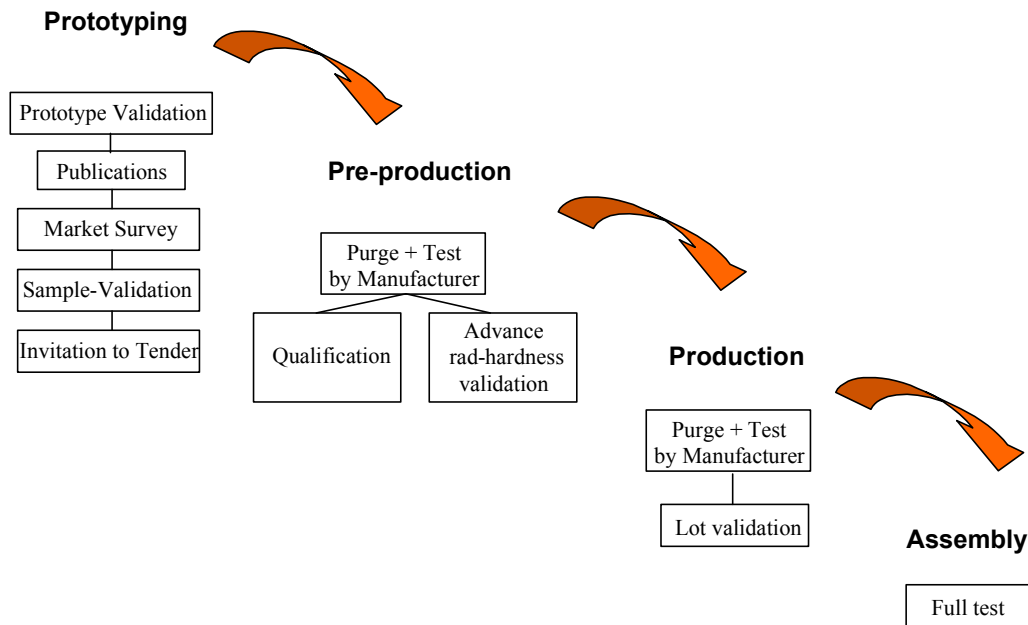 Prototyping
Prototype Validation
Publications
Market Survey
Sample-Validation
Invitation to Tender
Pre-production
Purge + Test
by Manufacturer
Qualification
Advance
rad-hardness
validation
Production
Purge + Test
by Manufacturer
Lot validation
Assembly
Full test